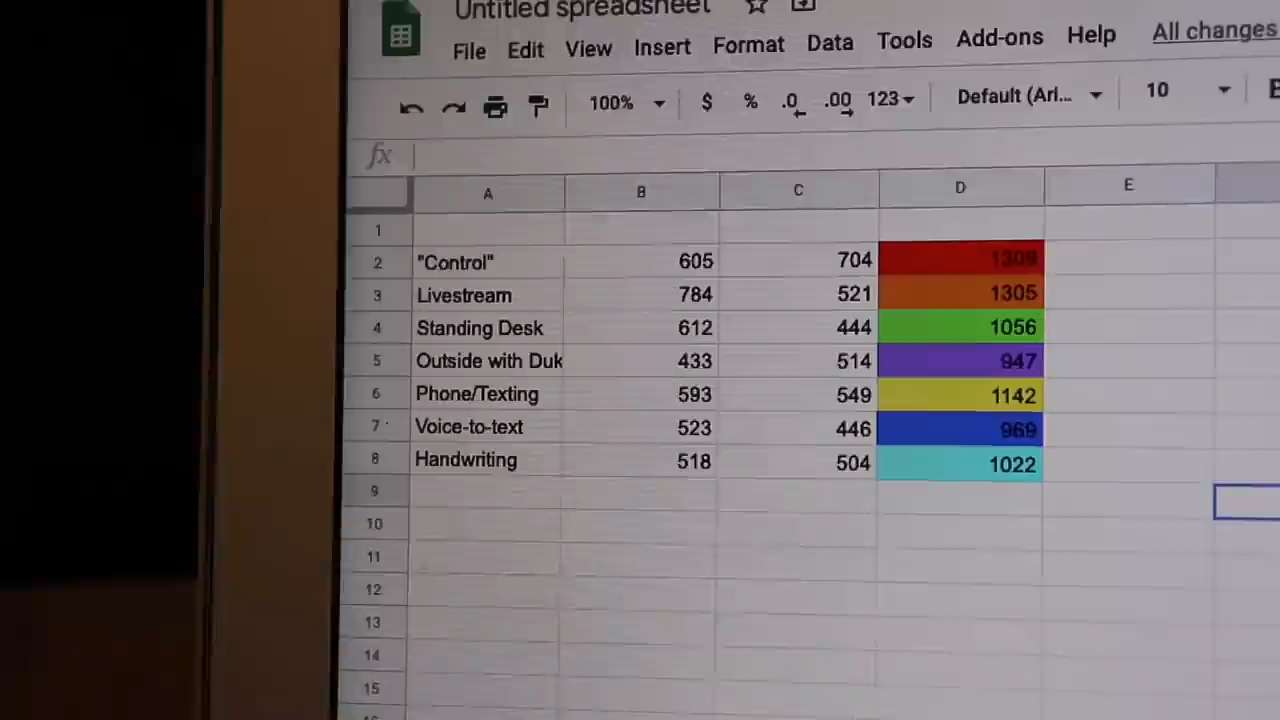 Untitled spreadsheet
File Edit View Insert Format Data Tools Add-ons Help All changes
100% $ % .0 .00 123 Default (Ari... 10 B
fx
A B C D E
1
2 "Control" 605 704 1309
3 Livestream 784 521 1305
4 Standing Desk 612 444 1056
5 Outside with Duk 433 514 947
6 Phone/Texting 593 549 1142
7 Voice-to-text 523 446 969
8 Handwriting 518 504 1022
9
10
11
12
13
14
15